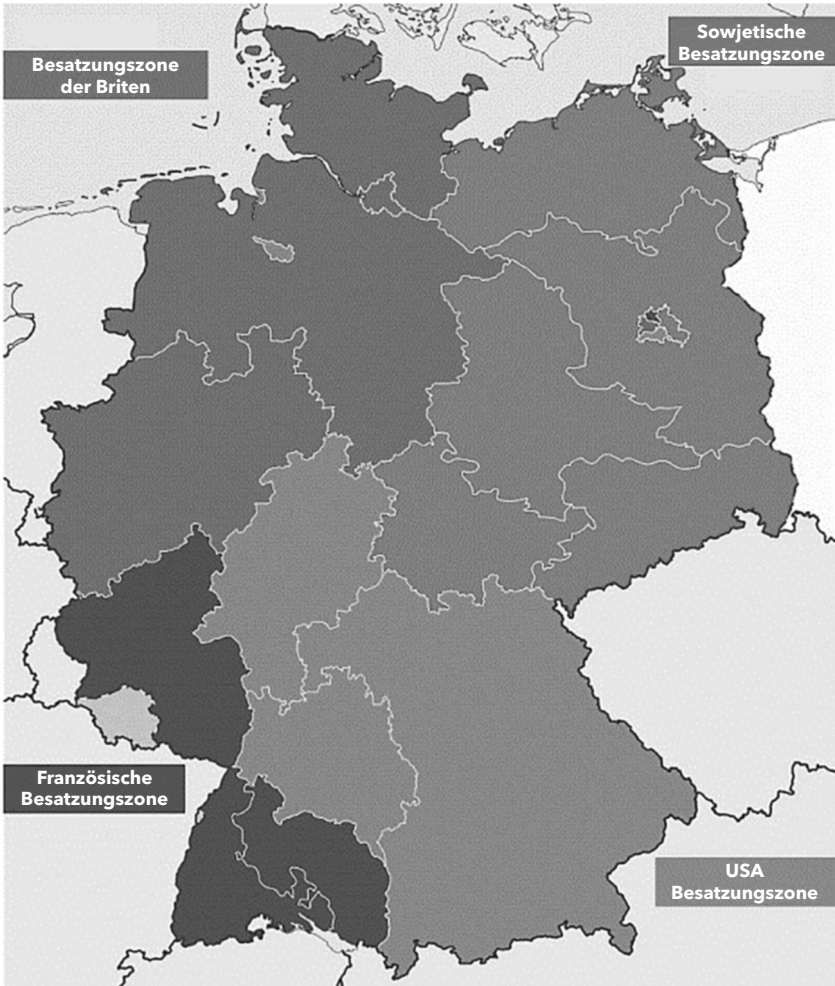 Sowjetische
Besatzungszone
Besatzungszone
der Briten
Französische
Besatzungszone
USA
Besatzungszone